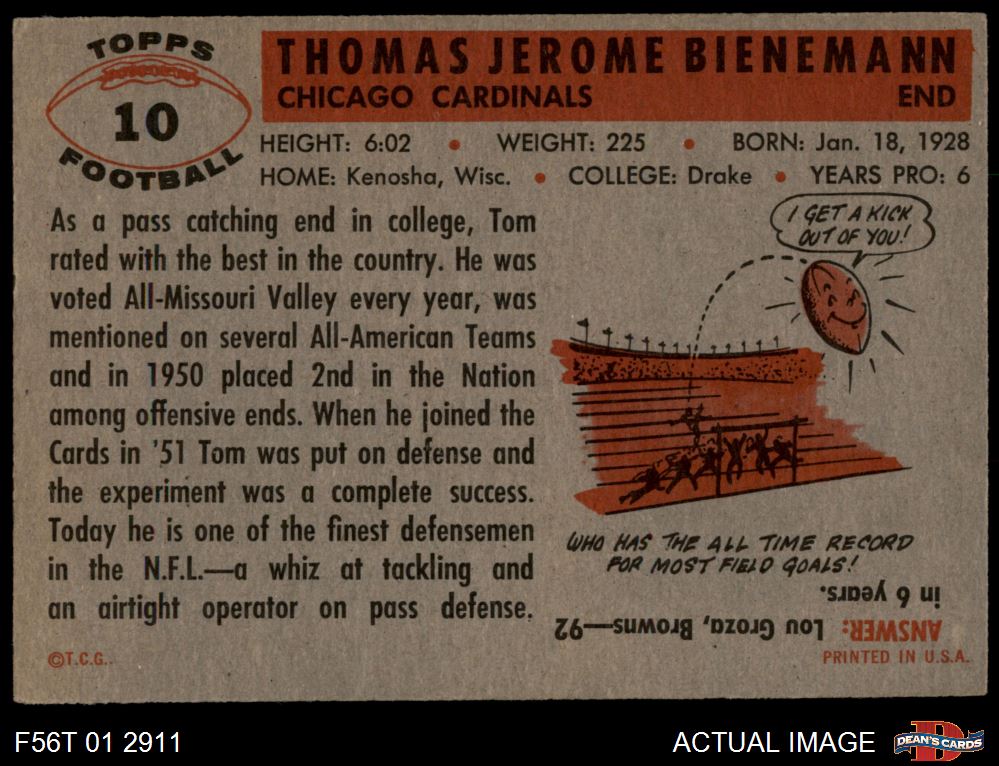 TOPPS
10
FOOTBALL
THOMAS JEROME BIENEMANN
CHICAGO CARDINALS END
HEIGHT: 6:02 • WEIGHT: 225 • BORN: Jan. 18, 1928
HOME: Kenosha, Wisc. • COLLEGE: Drake • YEARS PRO: 6
As a pass catching end in college, Tom
rated with the best in the country. He was
voted All-Missouri Valley every year, was
mentioned on several All-American Teams
and in 1950 placed 2nd in the Nation
among offensive ends. When he joined the
Cards in '51 Tom was put on defense and
the experiment was a complete success.
Today he is one of the finest defensemen
in the N.F.L.—a whiz at tackling and
an airtight operator on pass defense.
©T.C.G.
I GET A KICK
OUT OF YOU!
WHO HAS THE ALL TIME RECORD
FOR MOST FIELD GOALS!
ANSWER: Lou Groza, Browns—92
in 6 years.
PRINTED IN U.S.A.
F56T 01 2911
ACTUAL IMAGE
DEAN'S CARDS